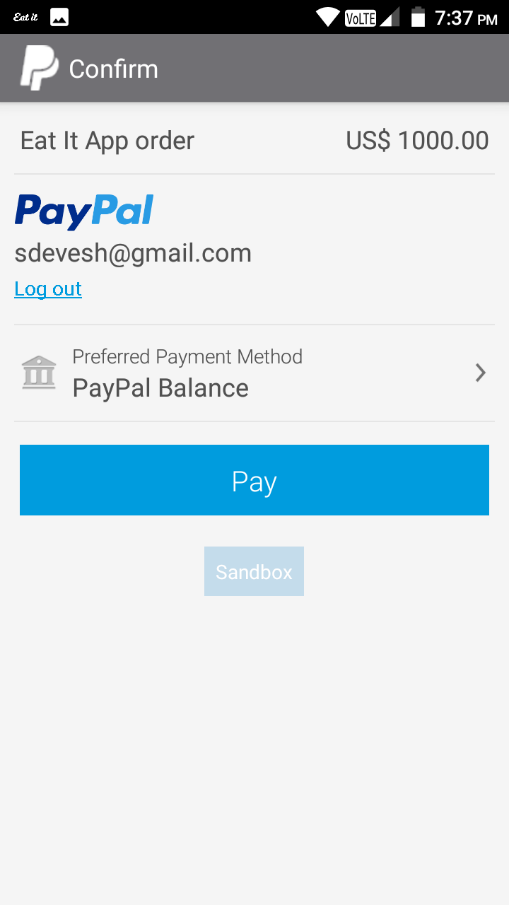 Eat it VoLTE 7:37 PM
Confirm
Eat It App order US$ 1000.00
PayPal
sdevesh@gmail.com
Log out
Preferred Payment Method
PayPal Balance
Pay
Sandbox